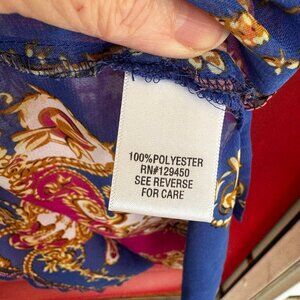 100%POLYESTER
RN#129450
SEE REVERSE
FOR CARE